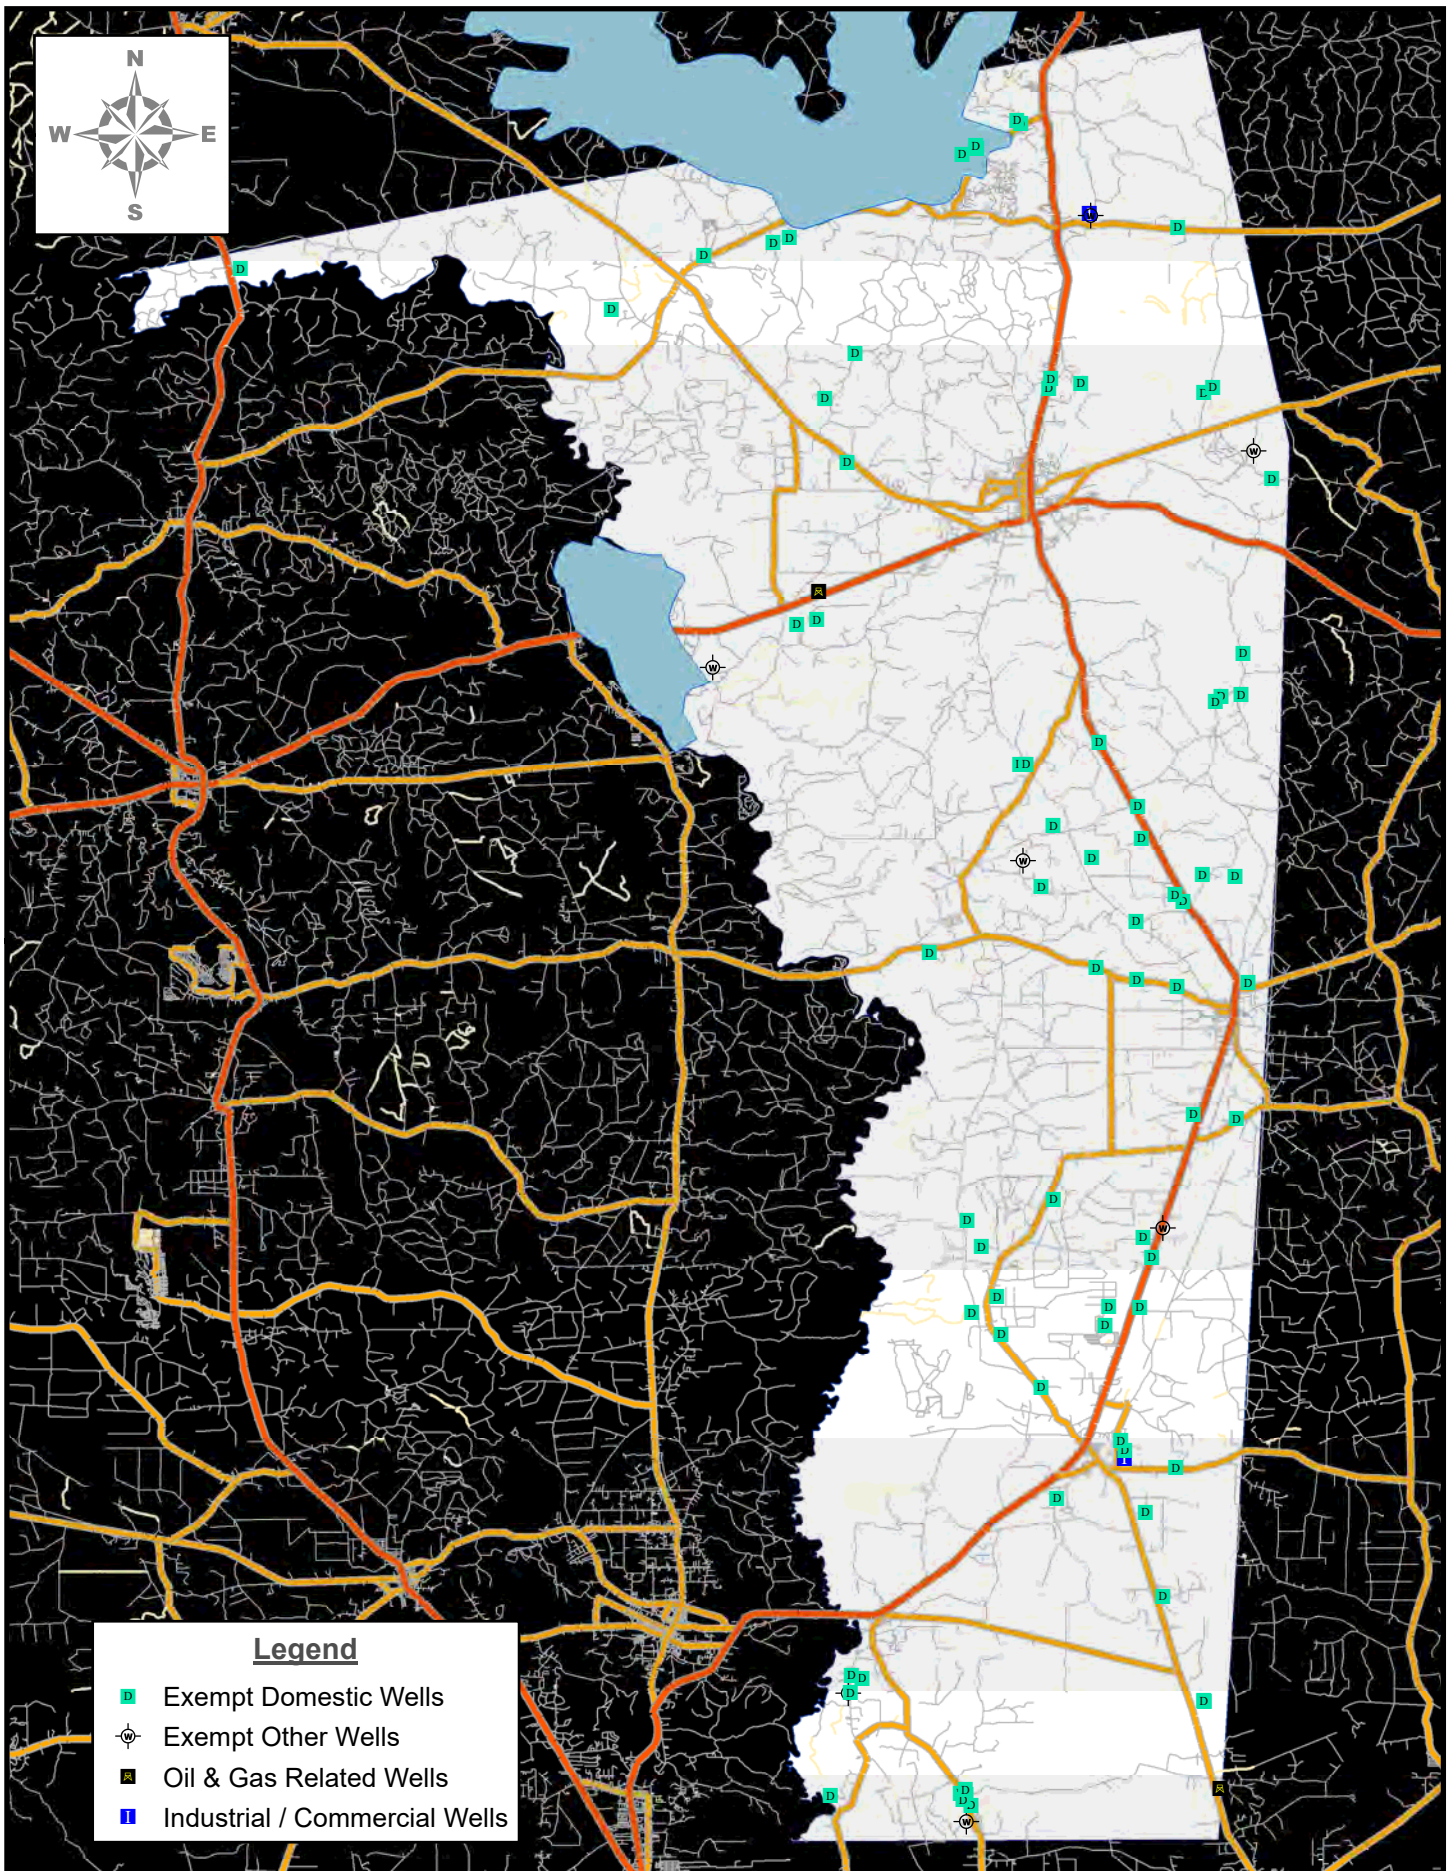 N
W E
S
Legend
D Exempt Domestic Wells
W Exempt Other Wells
Oil & Gas Related Wells
I Industrial / Commercial Wells